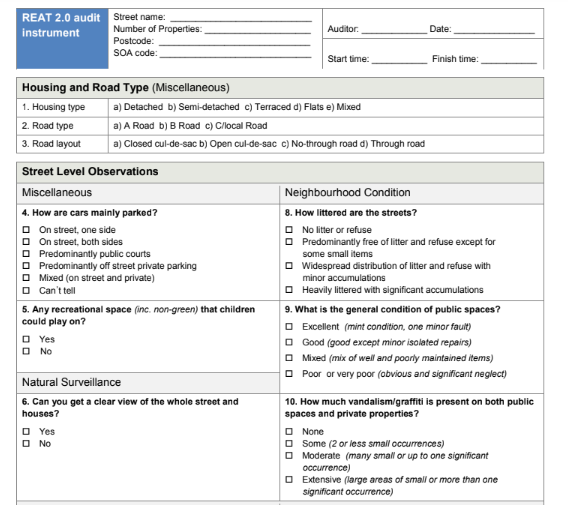 REAT 2.0 audit
instrument
Street name: ____________________________
Number of Properties: _____________________
Postcode: ____________________
SOA code: ____________________________
Auditor: _____________ Date: ________________
Start time: ___________ Finish time: ___________
Housing and Road Type (Miscellaneous)
1. Housing type a) Detached b) Semi-detached c) Terraced d) Flats e) Mixed
2. Road type a) A Road b) B Road c) C/local Road
3. Road layout a) Closed cul-de-sac b) Open cul-de-sac c) No-through road d) Through road
Street Level Observations
Miscellaneous
4. How are cars mainly parked?
☐ On street, one side
☐ On street, both sides
☐ Predominantly public courts
☐ Predominantly off street private parking
☐ Mixed (on street and private)
☐ Can't tell
5. Any recreational space (inc. non-green) that children
could play on?
☐ Yes
☐ No
Natural Surveillance
6. Can you get a clear view of the whole street and
houses?
☐ Yes
☐ No
Neighbourhood Condition
8. How littered are the streets?
☐ No litter or refuse
☐ Predominantly free of litter and refuse except for
some small items
☐ Widespread distribution of litter and refuse with
minor accumulations
☐ Heavily littered with significant accumulations
9. What is the general condition of public spaces?
☐ Excellent (mint condition, one minor fault)
☐ Good (good except minor isolated repairs)
☐ Mixed (mix of well and poorly maintained items)
☐ Poor or very poor (obvious and significant neglect)
10. How much vandalism/graffiti is present on both public
spaces and private properties?
☐ None
☐ Some (2 or less small occurrences)
☐ Moderate (many small or up to one significant
occurrence)
☐ Extensive (large areas of small or more than one
significant occurrence)